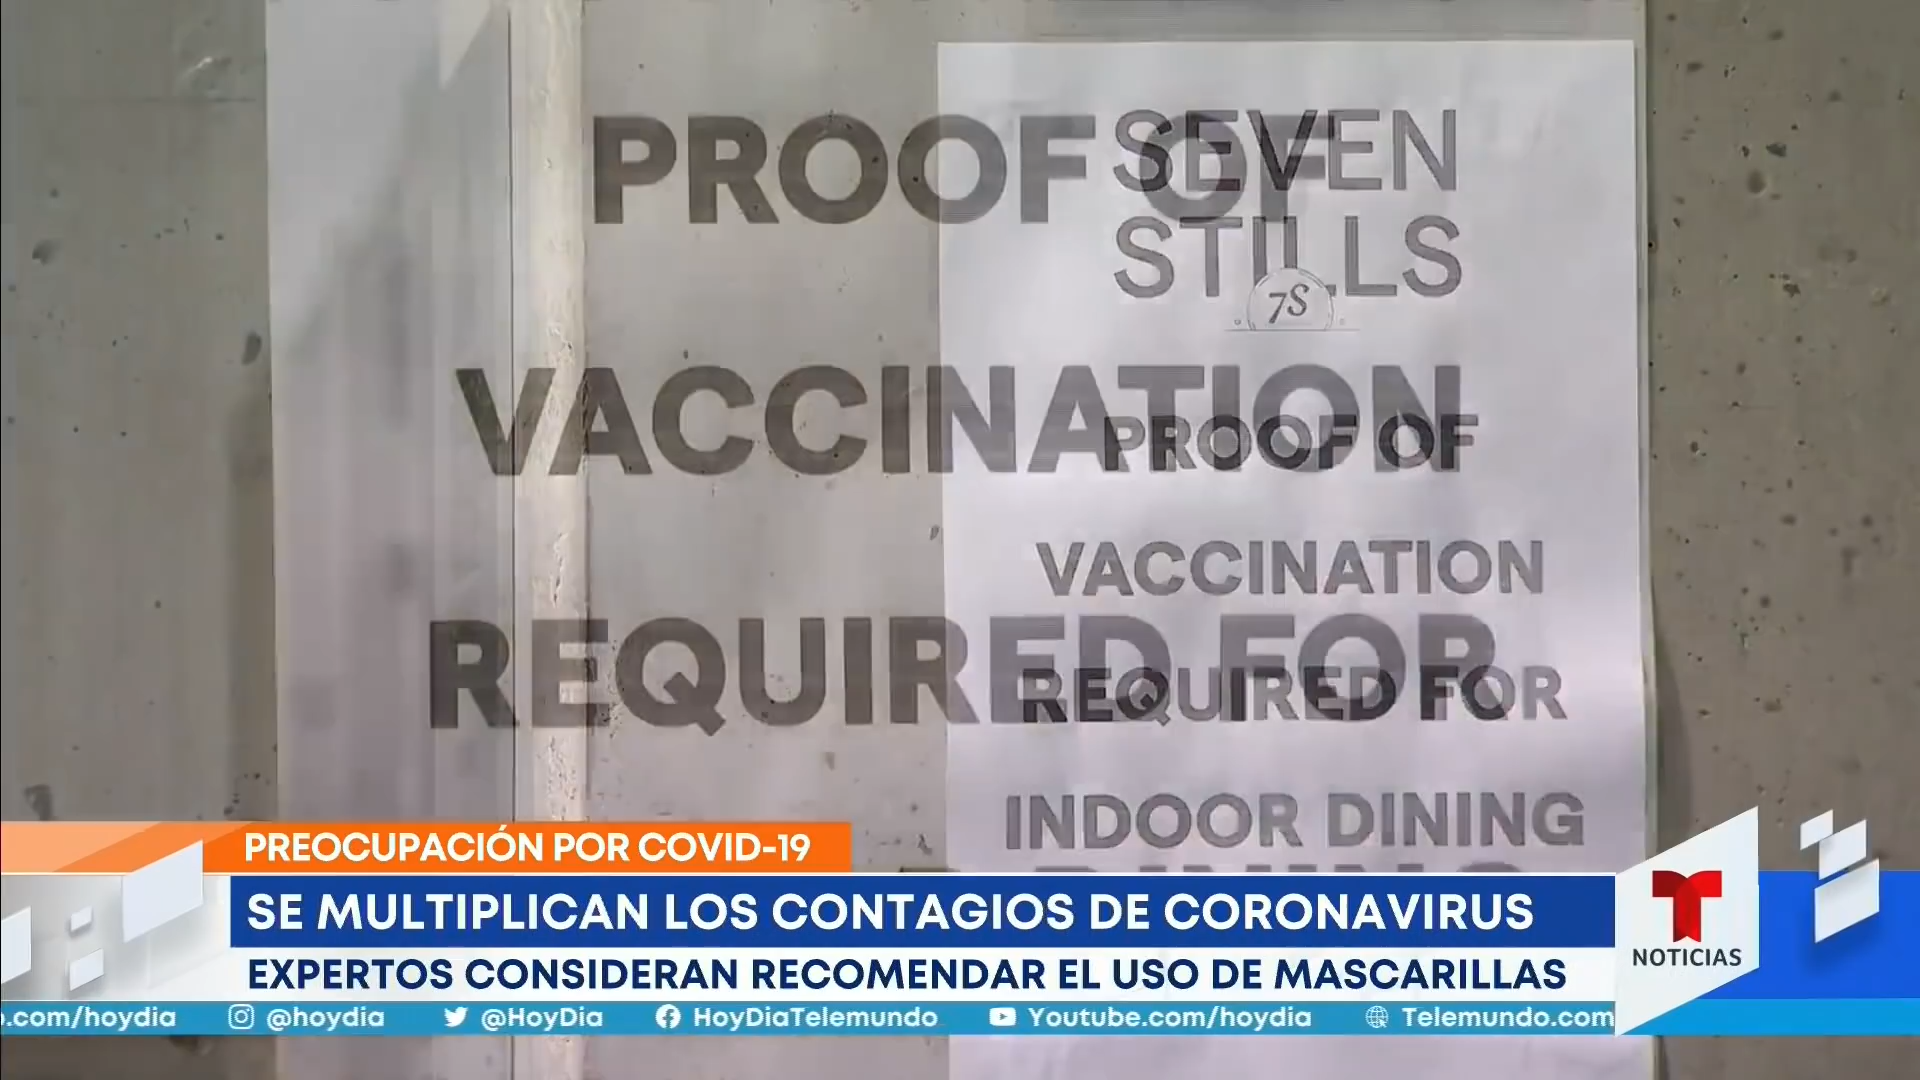 PROOF OF
VACCINATION
REQUIRED FOR
SEVEN
STILLS
7S
PROOF OF
VACCINATION
REQUIRED FOR
INDOOR DINING
PREOCUPACIÓN POR COVID-19
SE MULTIPLICAN LOS CONTAGIOS DE CORONAVIRUS
EXPERTOS CONSIDERAN RECOMENDAR EL USO DE MASCARILLAS
NOTICIAS
.com/hoydia @hoydia @HoyDia HoyDiaTelemundo Youtube.com/hoydia Telemundo.com